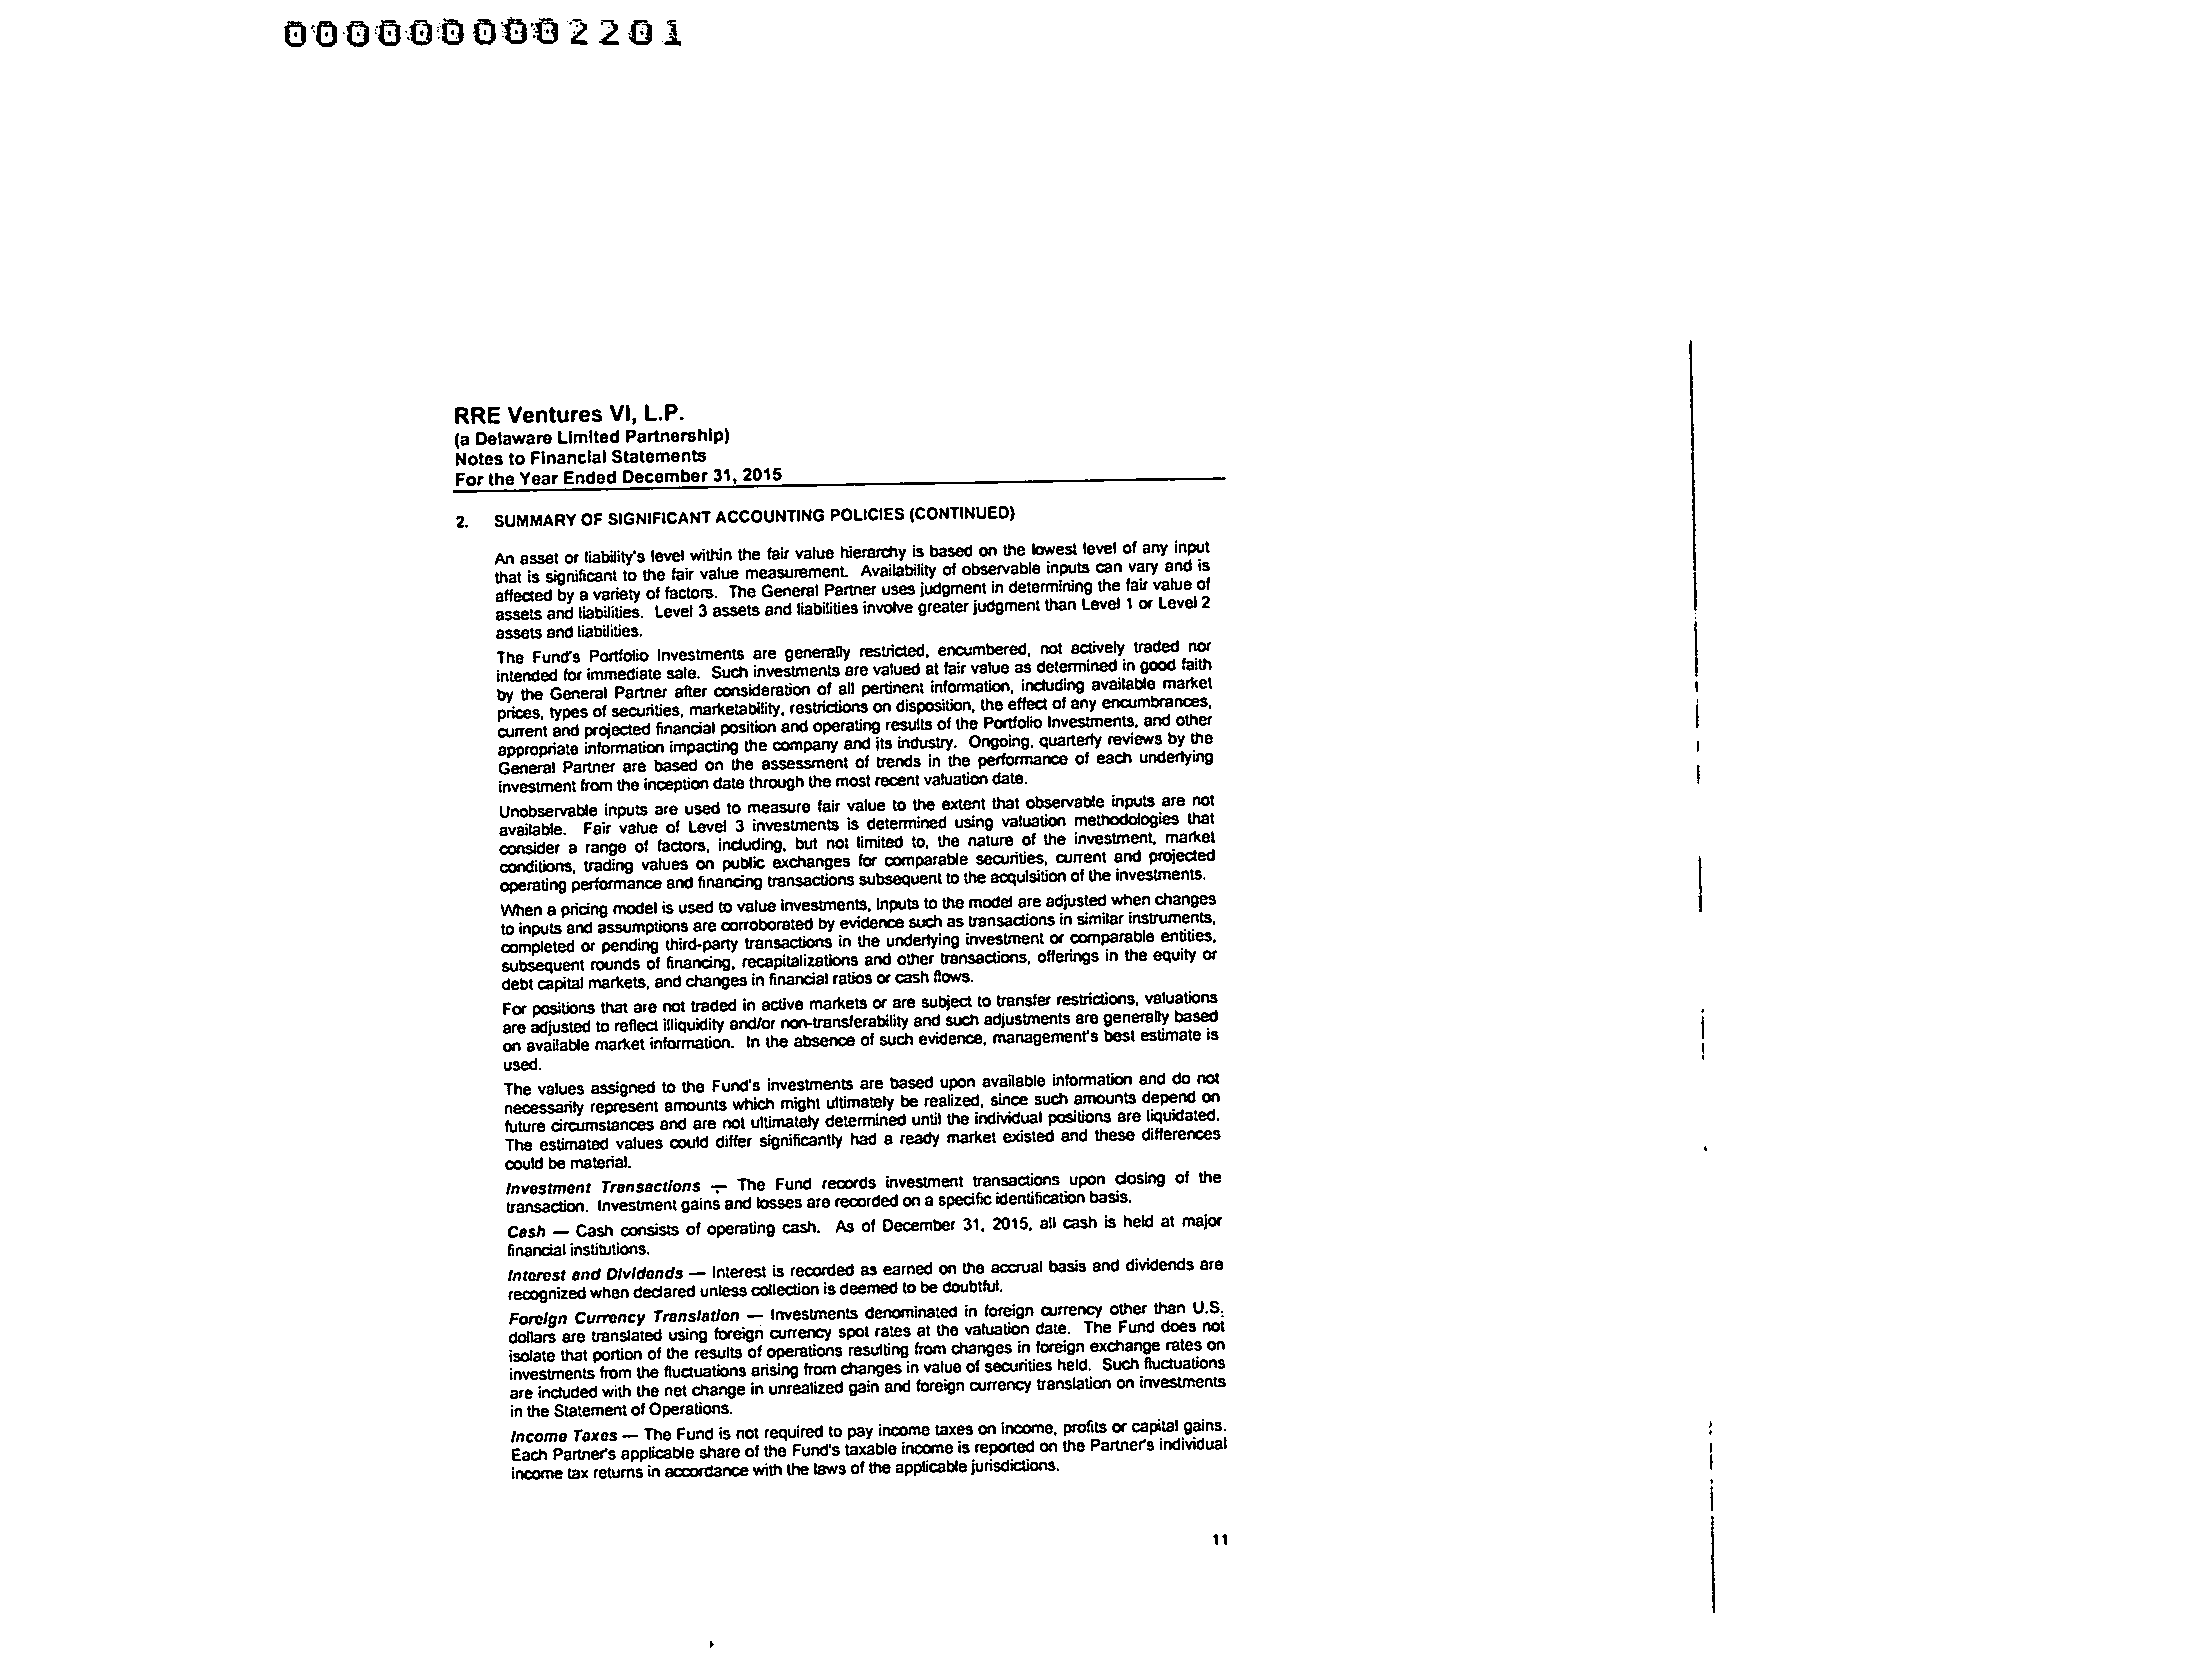 0000000002201
RRE Ventures VI, L.P.
(a Delaware Limited Partnership)
Notes to Financial Statements
For the Year Ended December 31, 2015
2. SUMMARY OF SIGNIFICANT ACCOUNTING POLICIES (CONTINUED)
An asset or liability's level within the fair value hierarchy is based on the lowest level of any input
that is significant to the fair value measurement. Availability of observable inputs can vary and is
affected by a variety of factors. The General Partner uses judgment in determining the fair value of
assets and liabilities. Level 3 assets and liabilities involve greater judgment than Level 1 or Level 2
assets and liabilities.
The Fund's Portfolio Investments are generally restricted, encumbered, not actively traded nor
intended for immediate sale. Such investments are valued at fair value as determined in good faith
by the General Partner after consideration of all pertinent information, including available market
prices, types of securities, marketability, restrictions on disposition, the effect of any encumbrances,
current and projected financial position and operating results of the Portfolio Investments, and other
appropriate information impacting the company and its industry. Ongoing, quarterly reviews by the
General Partner are based on the assessment of trends in the performance of each underlying
investment from the inception date through the most recent valuation date.
Unobservable inputs are used to measure fair value to the extent that observable inputs are not
available. Fair value of Level 3 investments is determined using valuation methodologies that
consider a range of factors, including, but not limited to, the nature of the investment, market
conditions, trading values on public exchanges for comparable securities, current and projected
operating performance and financing transactions subsequent to the acquisition of the investments.
When a pricing model is used to value investments, inputs to the model are adjusted when changes
to inputs and assumptions are corroborated by evidence such as transactions in similar instruments,
completed or pending third-party transactions in the underlying investment or comparable entities,
subsequent rounds of financing, recapitalizations and other transactions, offerings in the equity or
debt capital markets, and changes in financial ratios or cash flows.
For positions that are not traded in active markets or are subject to transfer restrictions, valuations
are adjusted to reflect illiquidity and/or non-transferability and such adjustments are generally based
on available market information. In the absence of such evidence, management's best estimate is
used.
The values assigned to the Fund's investments are based upon available information and do not
necessarily represent amounts which might ultimately be realized, since such amounts depend on
future circumstances and are not ultimately determined until the individual positions are liquidated.
The estimated values could differ significantly had a ready market existed and these differences
could be material.
Investment Transactions — The Fund records investment transactions upon closing of the
transaction. Investment gains and losses are recorded on a specific identification basis.
Cash — Cash consists of operating cash. As of December 31, 2015, all cash is held at major
financial institutions.
Interest and Dividends — Interest is recorded as earned on the accrual basis and dividends are
recognized when declared unless collection is deemed to be doubtful.
Foreign Currency Translation — Investments denominated in foreign currency other than U.S.
dollars are translated using foreign currency spot rates at the valuation date. The Fund does not
isolate that portion of the results of operations resulting from changes in foreign exchange rates on
investments from the fluctuations arising from changes in value of securities held. Such fluctuations
are included with the net change in unrealized gain and foreign currency translation on investments
in the Statement of Operations.
Income Taxes — The Fund is not required to pay income taxes on income, profits or capital gains.
Each Partner's applicable share of the Fund's taxable income is reported on the Partner's individual
income tax returns in accordance with the laws of the applicable jurisdictions.
11